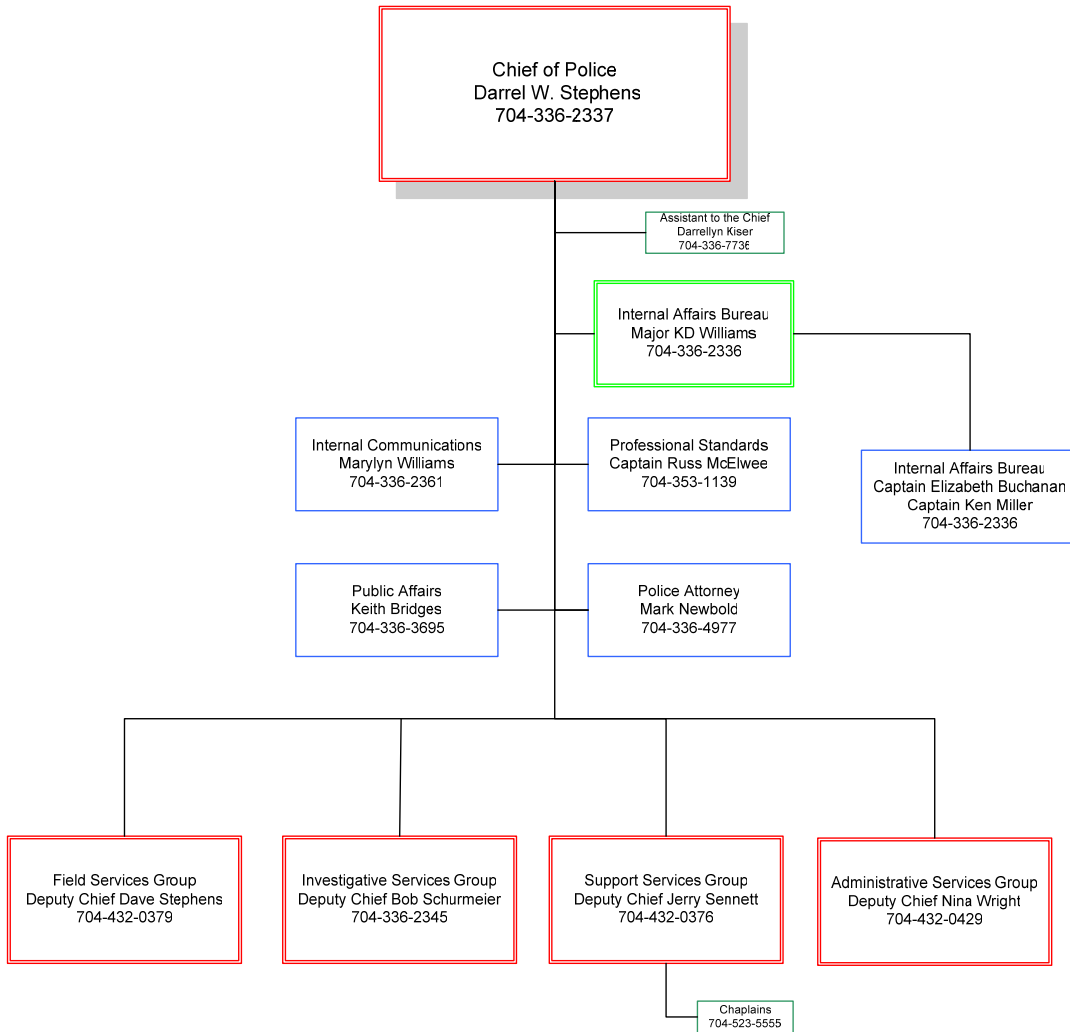 Chief of Police
Darrel W. Stephens
704-336-2337
Assistant to the Chief
Darrellyn Kiser
704-336-7736
Internal Affairs Bureau
Major KD Williams
704-336-2336
Internal Communications
Marylyn Williams
704-336-2361
Professional Standards
Captain Russ McElwee
704-353-1139
Internal Affairs Bureau
Captain Elizabeth Buchanan
Captain Ken Miller
704-336-2336
Public Affairs
Keith Bridges
704-336-3695
Police Attorney
Mark Newbold
704-336-4977
Field Services Group
Deputy Chief Dave Stephens
704-432-0379
Investigative Services Group
Deputy Chief Bob Schurmeier
704-336-2345
Support Services Group
Deputy Chief Jerry Sennett
704-432-0376
Administrative Services Group
Deputy Chief Nina Wright
704-432-0429
Chaplains
704-523-5555